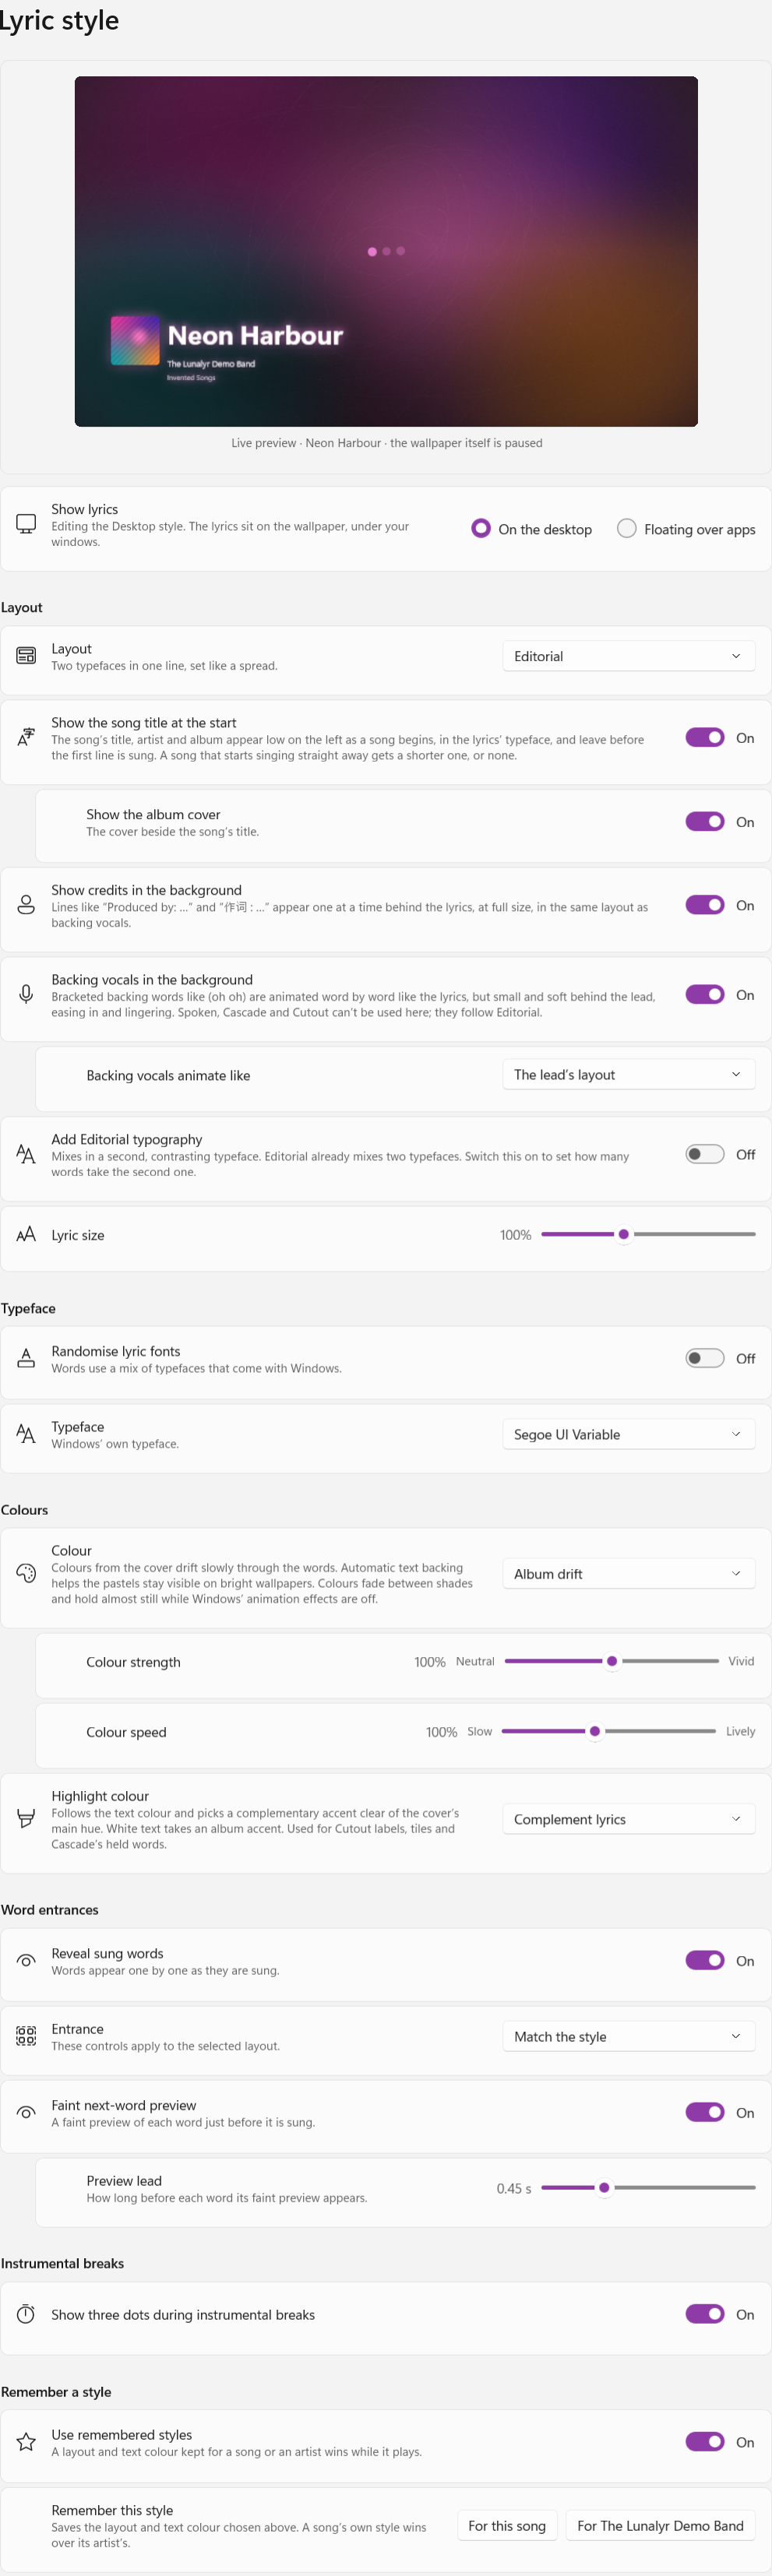 Lyric style
Neon Harbour
The Lunalyr Demo Band
Invented Songs
Live preview · Neon Harbour · the wallpaper itself is paused
Show lyrics
Editing the Desktop style. The lyrics sit on the wallpaper, under your
windows.
On the desktop
Floating over apps
Layout
Layout
Two typefaces in one line, set like a spread.
Editorial
Show the song title at the start
The song's title, artist and album appear low on the left as a song begins, in the lyrics' typeface, and leave before
the first line is sung. A song that starts singing straight away gets a shorter one, or none.
On
Show the album cover
The cover beside the song's title.
On
Show credits in the background
Lines like “Produced by: ...” and “作词 : ...” appear one at a time behind the lyrics, at full size, in the same layout as
backing vocals.
On
Backing vocals in the background
Bracketed backing words like (oh oh) are animated word by word like the lyrics, but small and soft behind the lead,
easing in and lingering. Spoken, Cascade and Cutout can't be used here; they follow Editorial.
On
Backing vocals animate like
The lead's layout
Add Editorial typography
Mixes in a second, contrasting typeface. Editorial already mixes two typefaces. Switch this on to set how many
words take the second one.
Off
Lyric size
100%
Typeface
Randomise lyric fonts
Words use a mix of typefaces that come with Windows.
Off
Typeface
Windows' own typeface.
Segoe UI Variable
Colours
Colour
Colours from the cover drift slowly through the words. Automatic text backing
helps the pastels stay visible on bright wallpapers. Colours fade between shades
and hold almost still while Windows' animation effects are off.
Album drift
Colour strength
100% Neutral Vivid
Colour speed
100% Slow Lively
Highlight colour
Follows the text colour and picks a complementary accent clear of the cover's
main hue. White text takes an album accent. Used for Cutout labels, tiles and
Cascade's held words.
Complement lyrics
Word entrances
Reveal sung words
Words appear one by one as they are sung.
On
Entrance
These controls apply to the selected layout.
Match the style
Faint next-word preview
A faint preview of each word just before it is sung.
On
Preview lead
How long before each word its faint preview appears.
0.45 s
Instrumental breaks
Show three dots during instrumental breaks
On
Remember a style
Use remembered styles
A layout and text colour kept for a song or an artist wins while it plays.
On
Remember this style
Saves the layout and text colour chosen above. A song's own style wins
over its artist's.
For this song
For The Lunalyr Demo Band